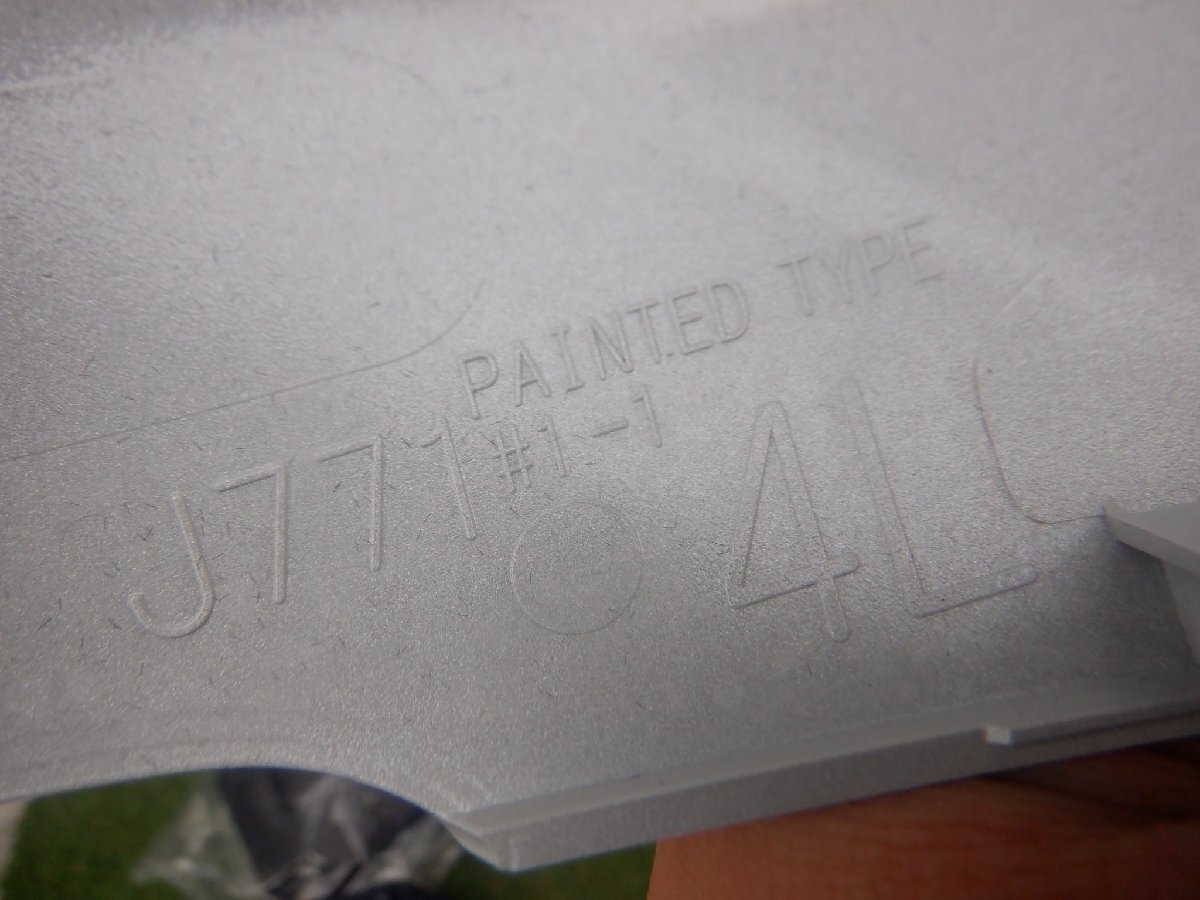 PAINTED TYPE
J771 #1-1
4L